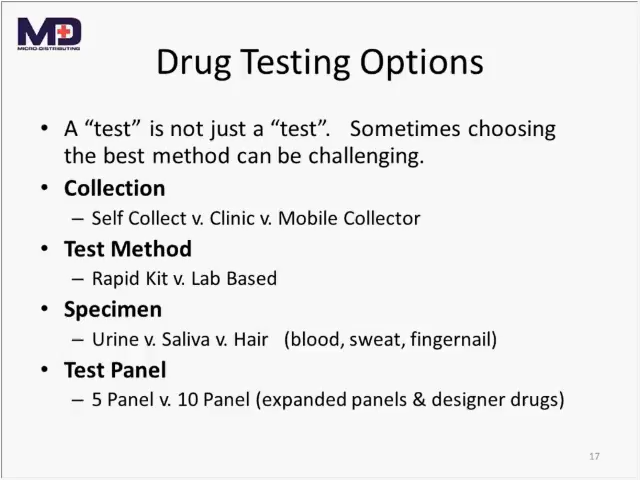 MD
MICRO-DISTRIBUTING
Drug Testing Options
• A “test” is not just a “test”. Sometimes choosing
the best method can be challenging.
• Collection
– Self Collect v. Clinic v. Mobile Collector
• Test Method
– Rapid Kit v. Lab Based
• Specimen
– Urine v. Saliva v. Hair (blood, sweat, fingernail)
• Test Panel
– 5 Panel v. 10 Panel (expanded panels & designer drugs)
17